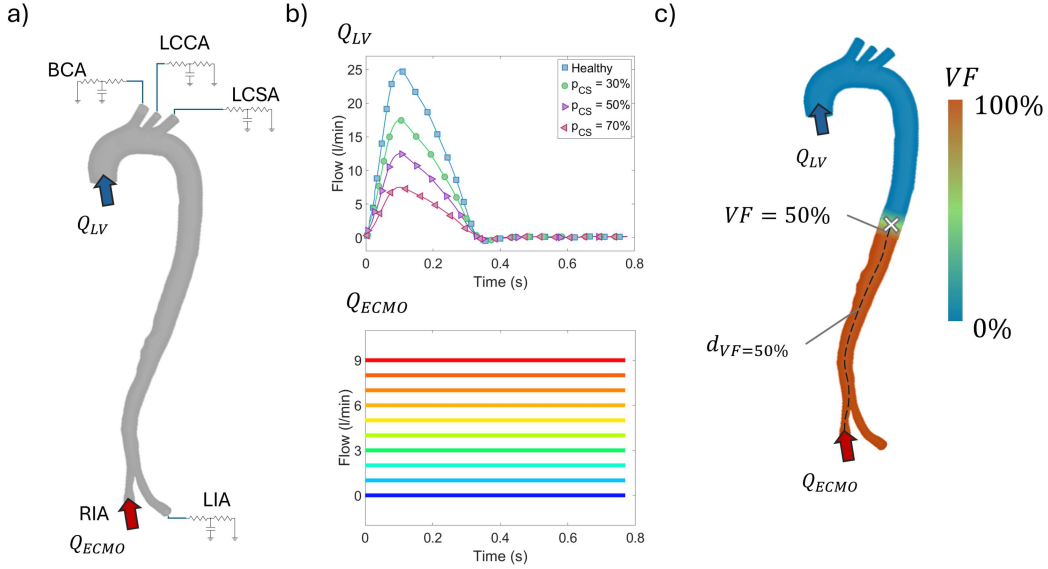 a)
LCCA
BCA
LCSA
Q_LV
RIA
LIA
Q_ECMO
b)
Q_LV
Flow (l/min)
25
20
15
10
5
0
Healthy
p_CS = 30%
p_CS = 50%
p_CS = 70%
0 0.2 0.4 0.6 0.8
Time (s)
Q_ECMO
Flow (l/min)
9
6
3
0
0 0.2 0.4 0.6 0.8
Time (s)
c)
VF
100%
0%
Q_LV
VF = 50%
d_VF=50%
Q_ECMO